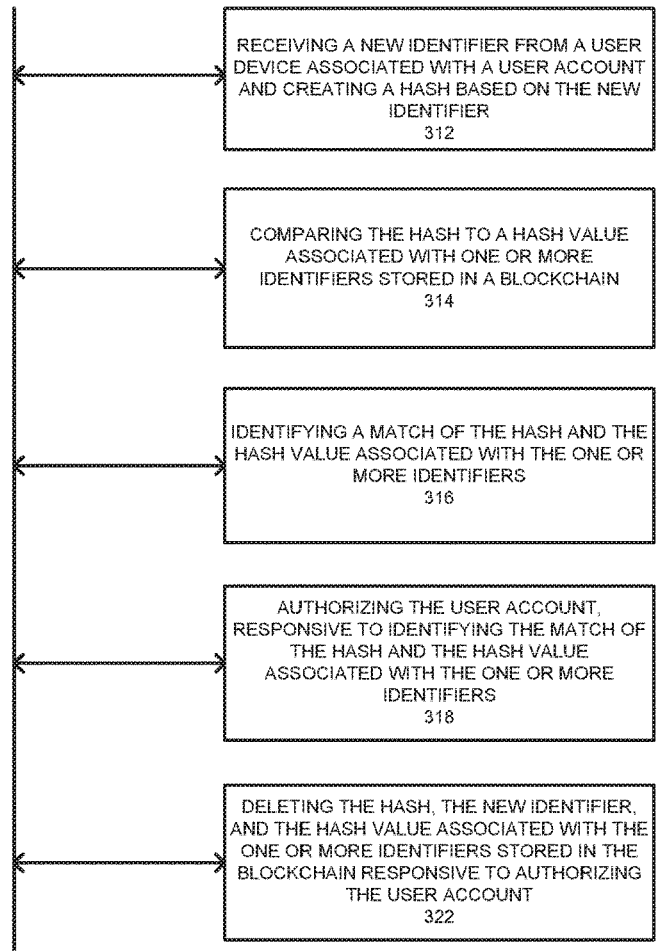 RECEIVING A NEW IDENTIFIER FROM A USER
DEVICE ASSOCIATED WITH A USER ACCOUNT
AND CREATING A HASH BASED ON THE NEW
IDENTIFIER
312
COMPARING THE HASH TO A HASH VALUE
ASSOCIATED WITH ONE OR MORE
IDENTIFIERS STORED IN A BLOCKCHAIN
314
IDENTIFYING A MATCH OF THE HASH AND THE
HASH VALUE ASSOCIATED WITH THE ONE OR
MORE IDENTIFIERS
316
AUTHORIZING THE USER ACCOUNT,
RESPONSIVE TO IDENTIFYING THE MATCH OF
THE HASH AND THE HASH VALUE
ASSOCIATED WITH THE ONE OR MORE
IDENTIFIERS
318
DELETING THE HASH, THE NEW IDENTIFIER,
AND THE HASH VALUE ASSOCIATED WITH THE
ONE OR MORE IDENTIFIERS STORED IN THE
BLOCKCHAIN RESPONSIVE TO AUTHORIZING
THE USER ACCOUNT
322